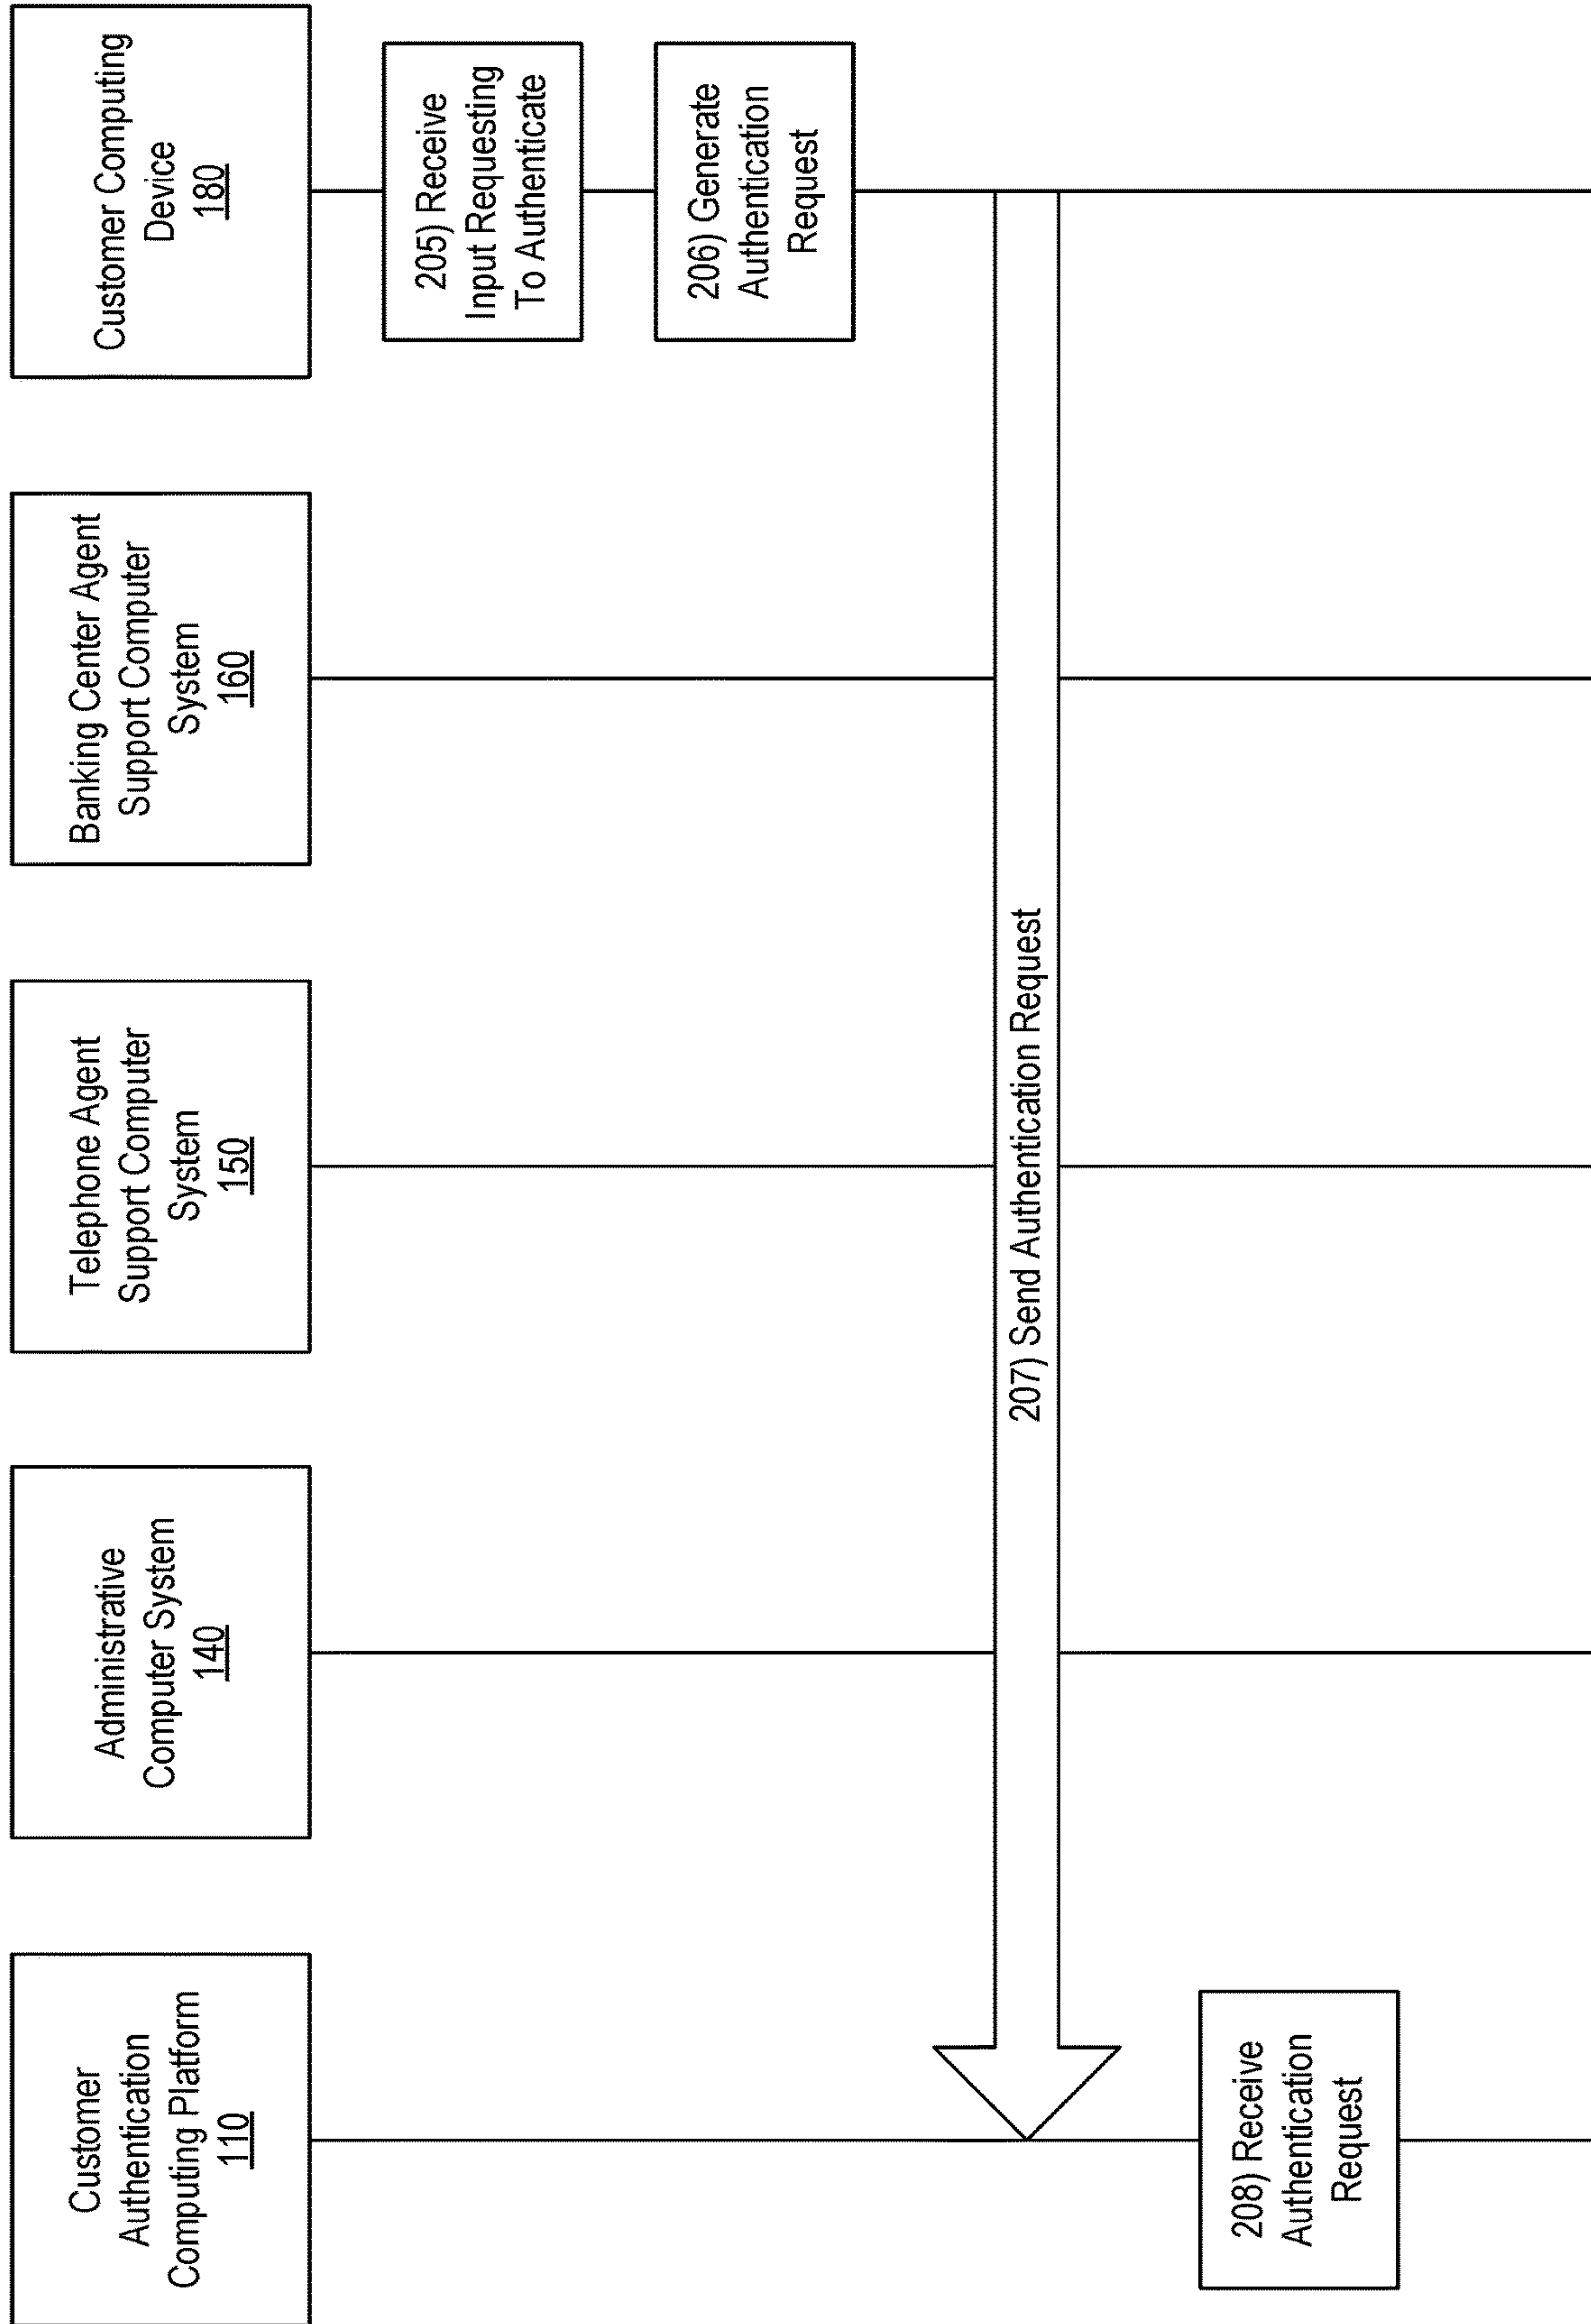 Customer
Authentication
Computing Platform
110
Administrative
Computer System
140
Telephone Agent
Support Computer
System
150
Banking Center Agent
Support Computer
System
160
Customer Computing
Device
180
205) Receive
Input Requesting
To Authenticate
206) Generate
Authentication
Request
207) Send Authentication Request
208) Receive
Authentication
Request